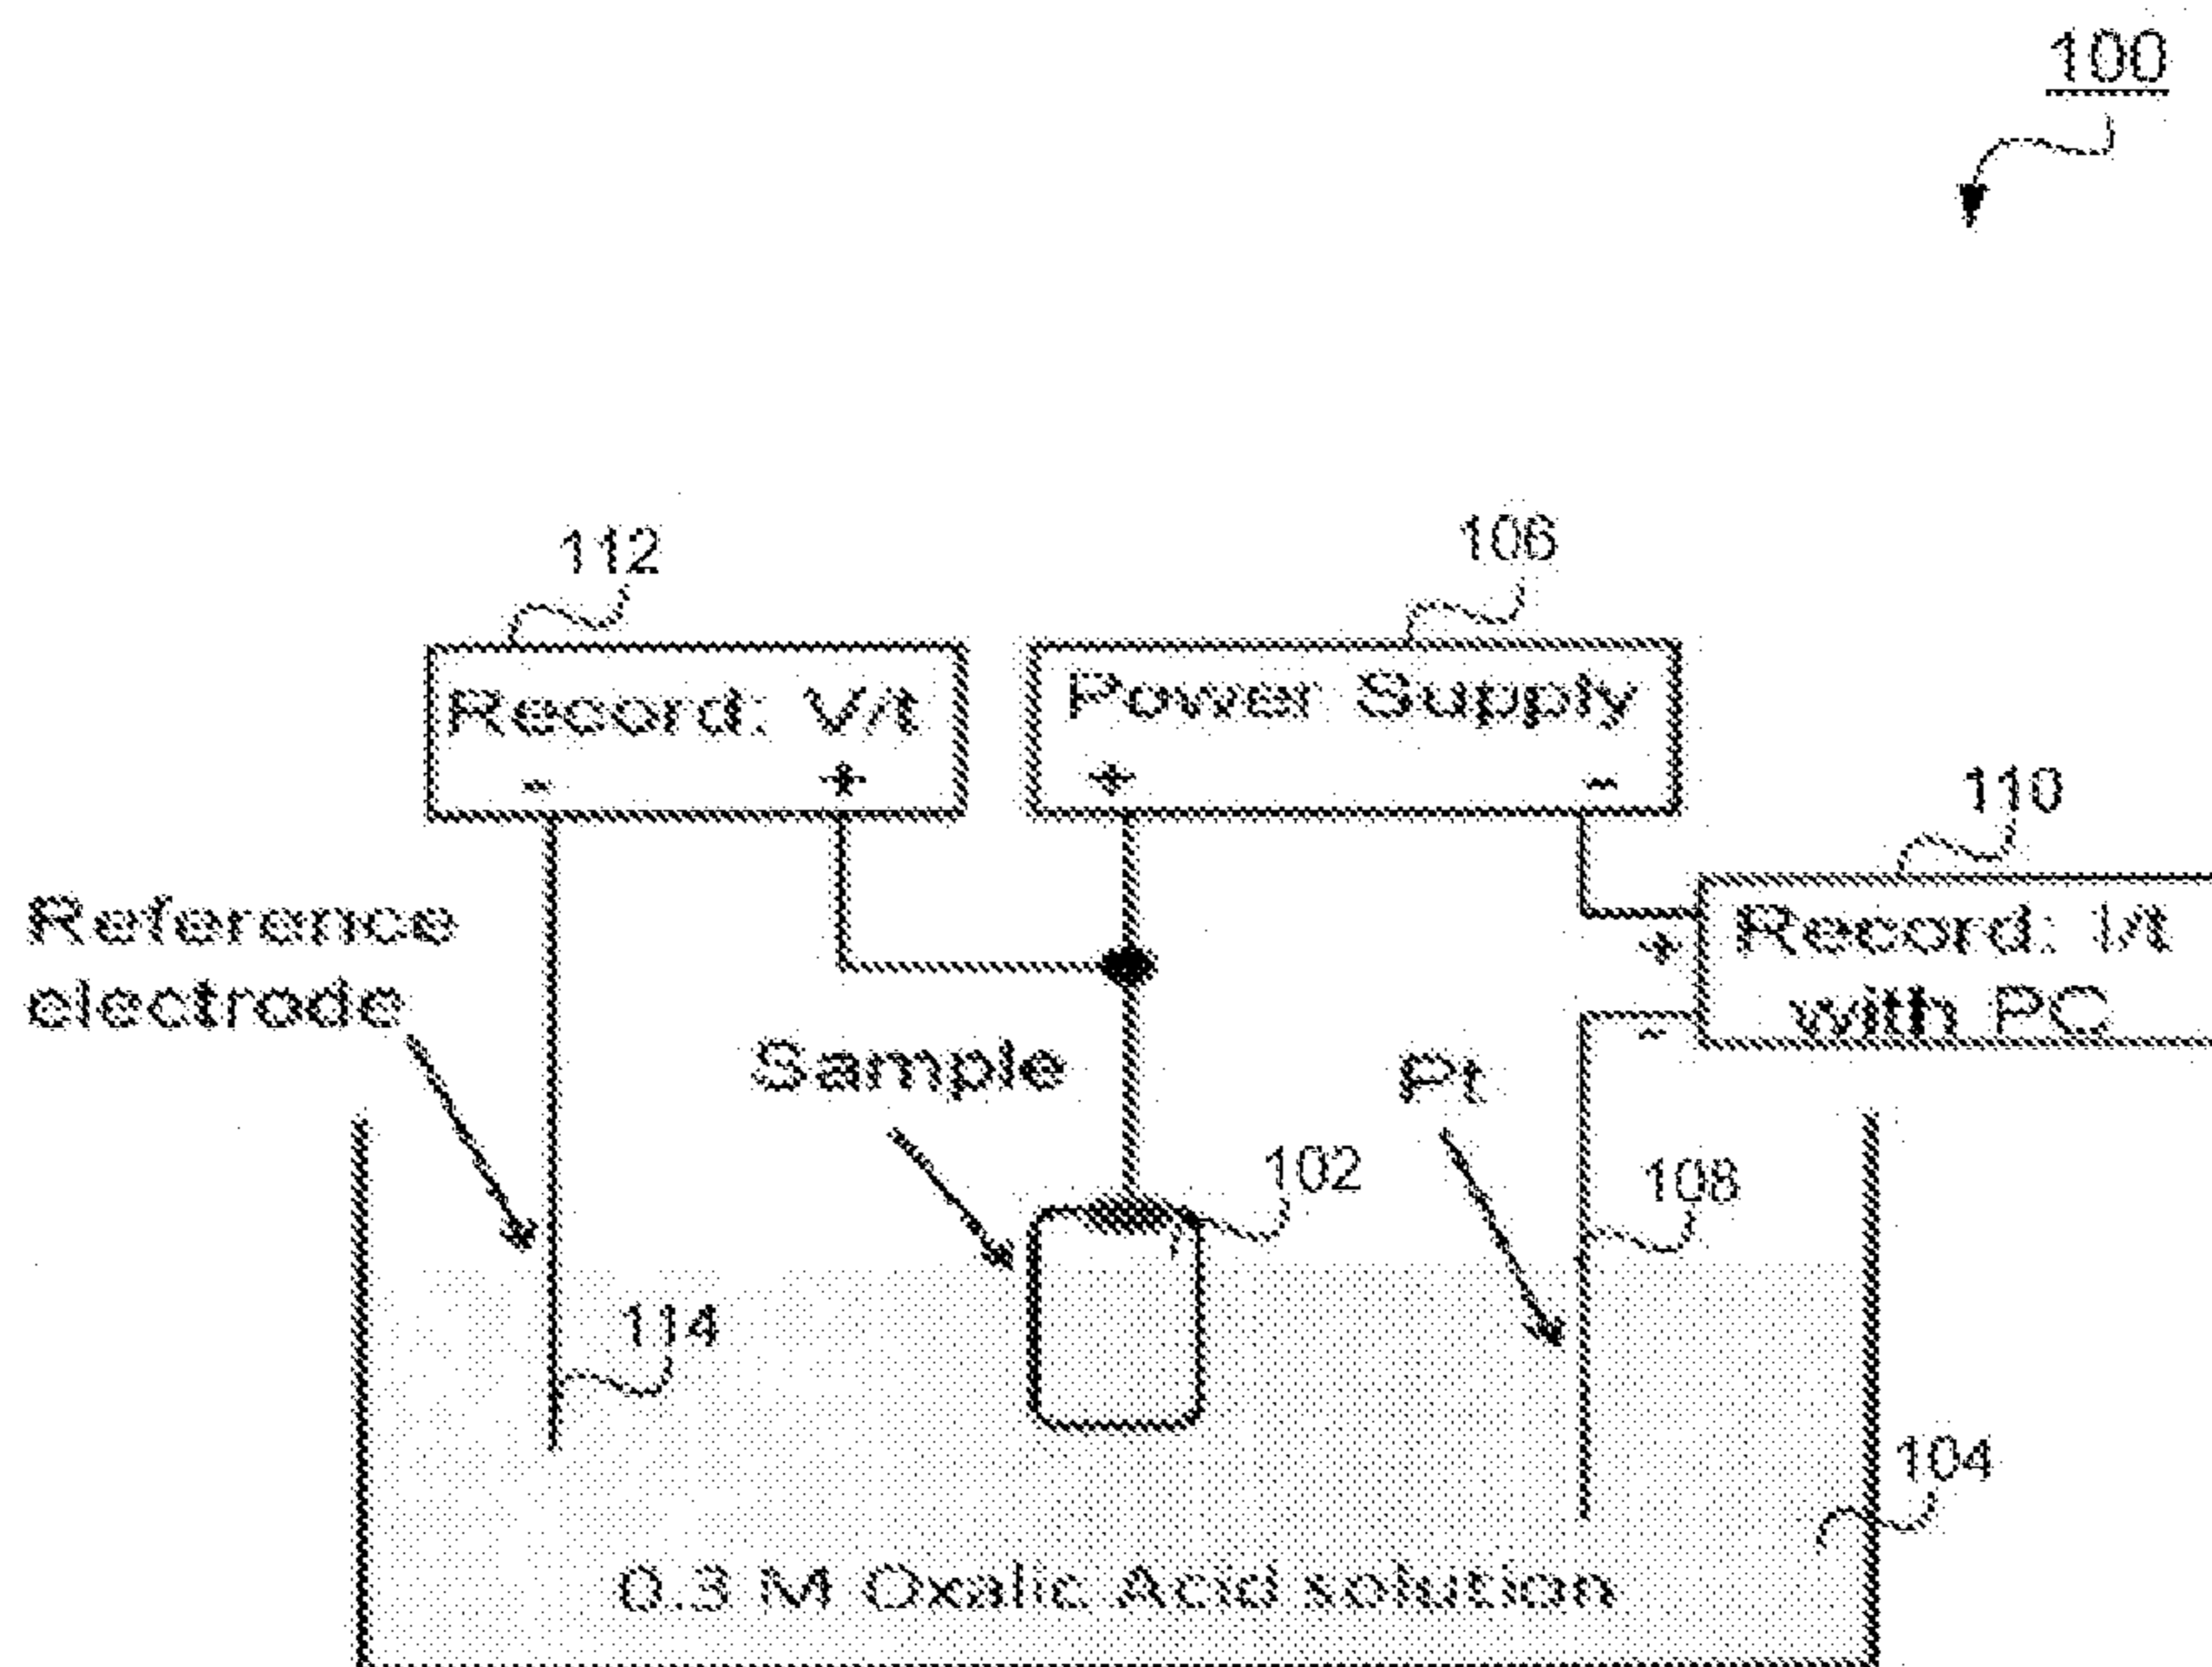 100
112
106
Record: V/t
- +
Power Supply
+ -
110
Reference
electrode
+
Record: I/t
with PC
-
Sample
Pt
102
108
114
104
0.3 M Oxalic Acid solution